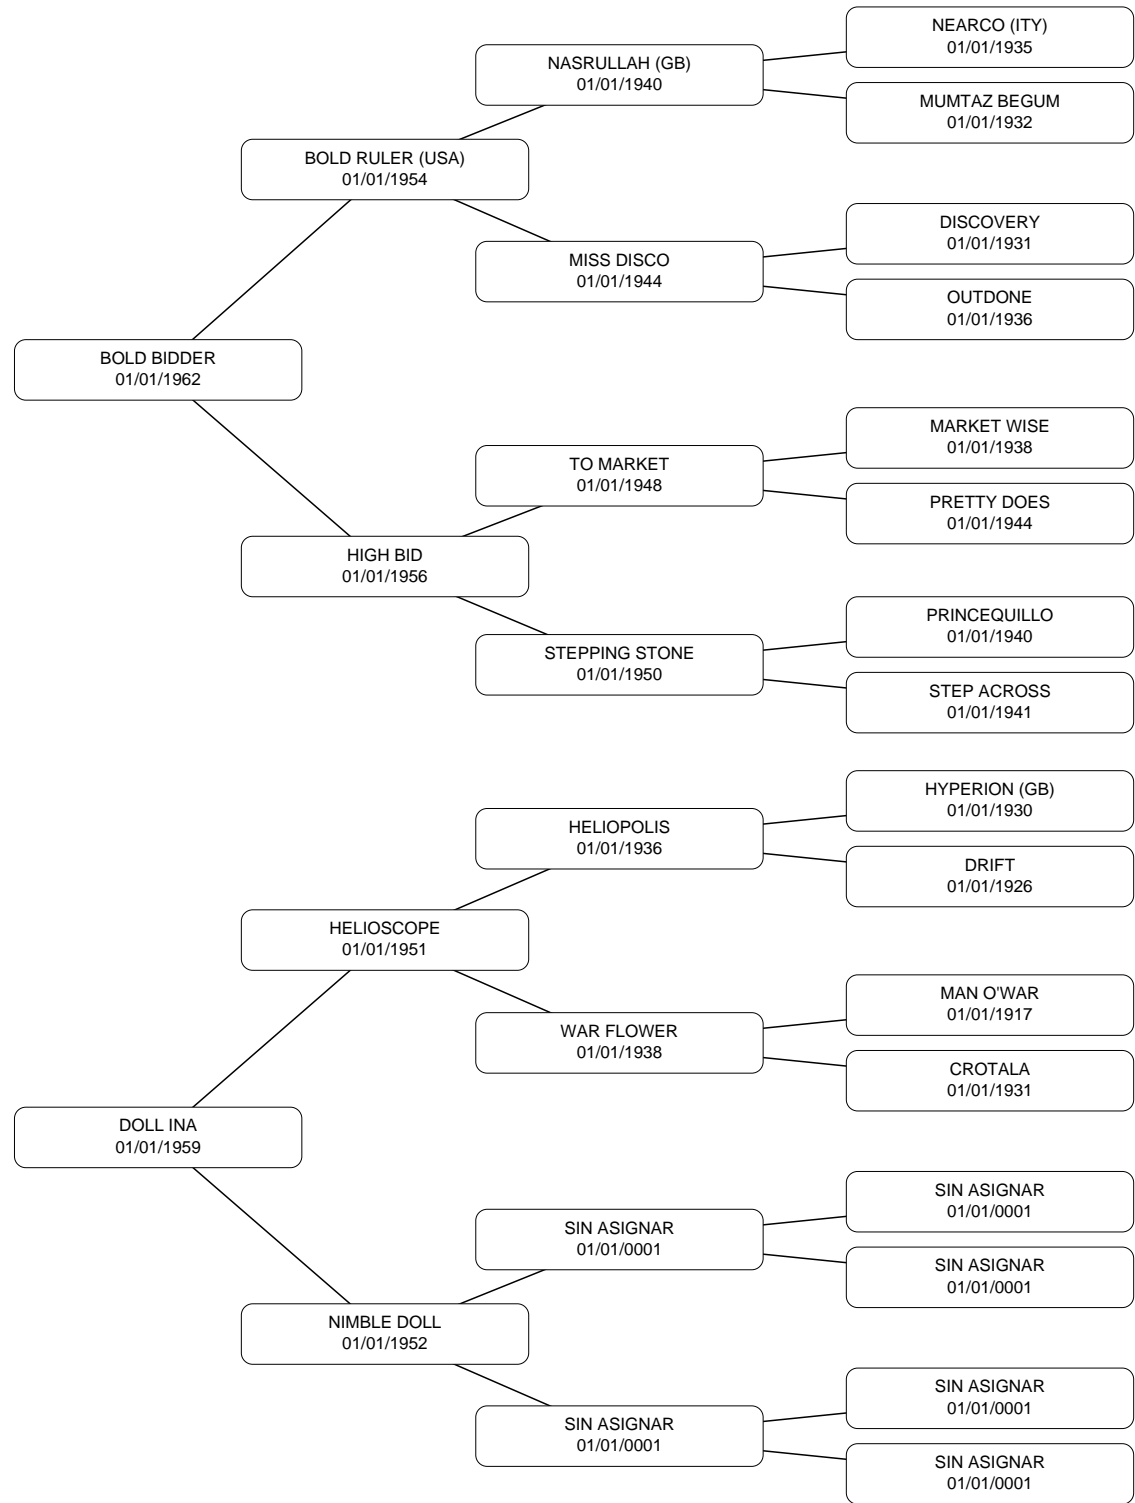 NEARCO (ITY)
01/01/1935
NASRULLAH (GB)
01/01/1940
MUMTAZ BEGUM
01/01/1932
BOLD RULER (USA)
01/01/1954
DISCOVERY
01/01/1931
MISS DISCO
01/01/1944
OUTDONE
01/01/1936
BOLD BIDDER
01/01/1962
MARKET WISE
01/01/1938
TO MARKET
01/01/1948
PRETTY DOES
01/01/1944
HIGH BID
01/01/1956
PRINCEQUILLO
01/01/1940
STEPPING STONE
01/01/1950
STEP ACROSS
01/01/1941
HYPERION (GB)
01/01/1930
HELIOPOLIS
01/01/1936
DRIFT
01/01/1926
HELIOSCOPE
01/01/1951
MAN O'WAR
01/01/1917
WAR FLOWER
01/01/1938
CROTALA
01/01/1931
DOLL INA
01/01/1959
SIN ASIGNAR
01/01/0001
SIN ASIGNAR
01/01/0001
SIN ASIGNAR
01/01/0001
NIMBLE DOLL
01/01/1952
SIN ASIGNAR
01/01/0001
SIN ASIGNAR
01/01/0001
SIN ASIGNAR
01/01/0001